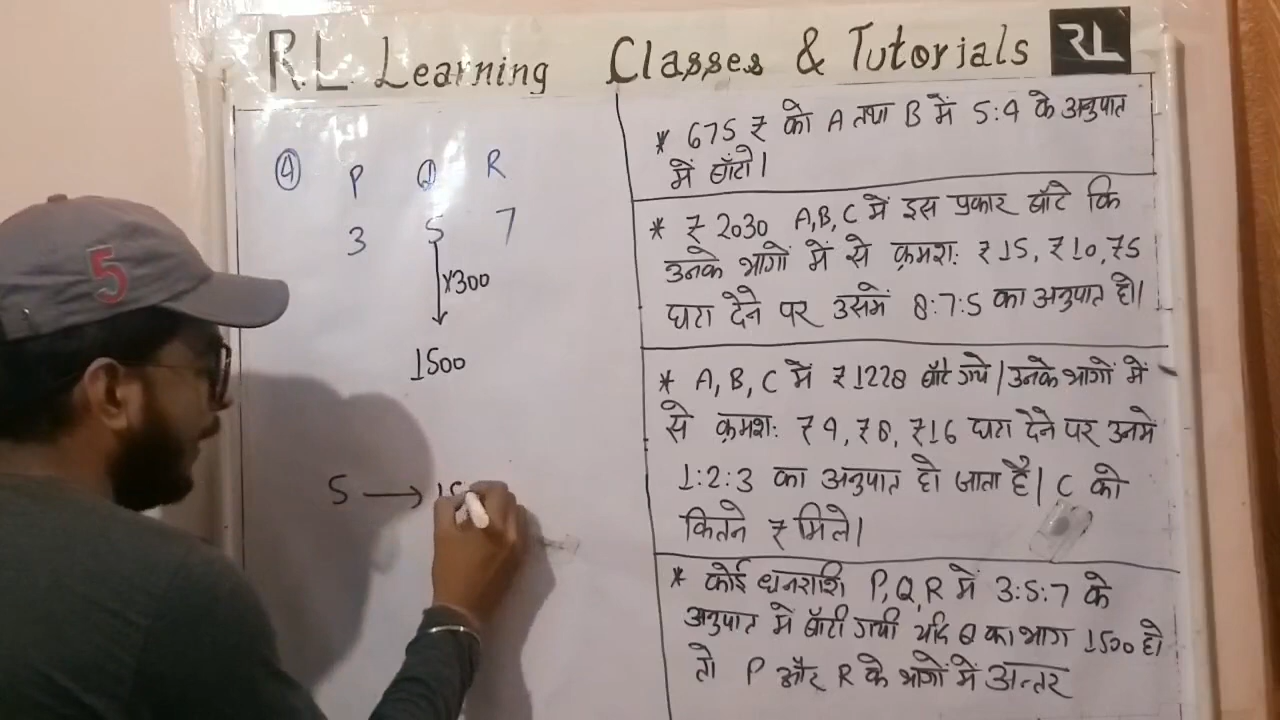 R.L. Learning Classes & Tutorials RL
④ P Q R
3 5 7
×300
1500
5 → 15
* 675 ₹ को A तथा B में 5:4 के अनुपात
में बाँटो।
* ₹ 2030 A,B,C में इस प्रकार बाँटे कि
उनके भागों में से क्रमश: ₹15, ₹10, ₹5
घटा देने पर उसमें 8:7:5 का अनुपात हो।
* A, B, C में ₹1228 बाँटे गये। उनके भागों में
से क्रमश: ₹4, ₹8, ₹16 घटा देने पर उनमें
1:2:3 का अनुपात हो जाता है। C को
कितने ₹ मिले।
* कोई धनराशि P,Q,R में 3:5:7 के
अनुपात में बाँटी गयी यदि Q का भाग 1500 हो
तो P और R के भागों में अन्तर
5